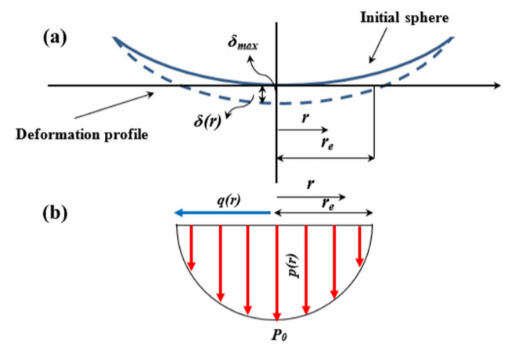 Initial sphere
(a)
δmax
Deformation profile
δ(r)
r
re
r
q(r)
re
(b)
p(r)
P0